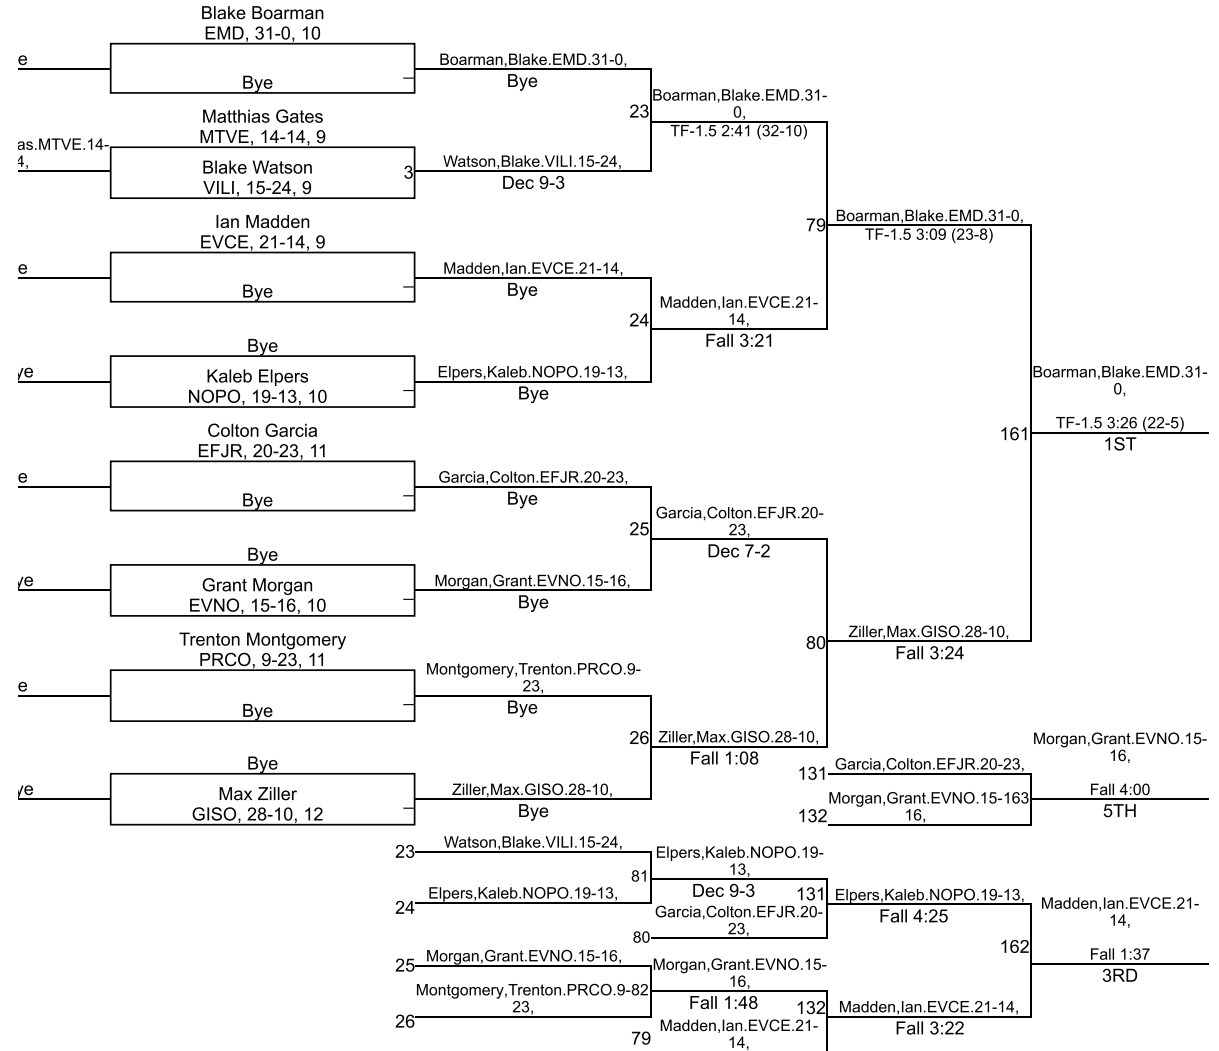 Blake Boarman
EMD, 31-0, 10
e
Bye
Boarman,Blake.EMD.31-0,
Bye
23
Boarman,Blake.EMD.31-
0,
TF-1.5 2:41 (32-10)
Matthias Gates
MTVE, 14-14, 9
as.MTVE.14-
4,
Blake Watson
VILI, 15-24, 9
3
Watson,Blake.VILI.15-24,
Dec 9-3
79
Boarman,Blake.EMD.31-0,
TF-1.5 3:09 (23-8)
Ian Madden
EVCE, 21-14, 9
e
Bye
Madden,Ian.EVCE.21-14,
Bye
24
Madden,Ian.EVCE.21-
14,
Fall 3:21
Bye
ye
Kaleb Elpers
NOPO, 19-13, 10
Elpers,Kaleb.NOPO.19-13,
Bye
161
Boarman,Blake.EMD.31-
0,
TF-1.5 3:26 (22-5)
1ST
Colton Garcia
EFJR, 20-23, 11
e
Bye
Garcia,Colton.EFJR.20-23,
Bye
25
Garcia,Colton.EFJR.20-
23,
Dec 7-2
Bye
ye
Grant Morgan
EVNO, 15-16, 10
Morgan,Grant.EVNO.15-16,
Bye
80
Ziller,Max.GISO.28-10,
Fall 3:24
Trenton Montgomery
PRCO, 9-23, 11
e
Bye
Montgomery,Trenton.PRCO.9-
23,
Bye
26
Ziller,Max.GISO.28-10,
Fall 1:08
Bye
ye
Max Ziller
GISO, 28-10, 12
Ziller,Max.GISO.28-10,
Bye
131
Garcia,Colton.EFJR.20-23,
132
Morgan,Grant.EVNO.15-163
16,
Morgan,Grant.EVNO.15-
16,
Fall 4:00
5TH
23
Watson,Blake.VILI.15-24,
24
Elpers,Kaleb.NOPO.19-13,
81
Elpers,Kaleb.NOPO.19-
13,
Dec 9-3
80
Garcia,Colton.EFJR.20-
23,
131
Elpers,Kaleb.NOPO.19-13,
Fall 4:25
25
Morgan,Grant.EVNO.15-16,
26
Montgomery,Trenton.PRCO.9-82
23,
Morgan,Grant.EVNO.15-
16,
Fall 1:48
79
Madden,Ian.EVCE.21-
14,
132
Madden,Ian.EVCE.21-14,
Fall 3:22
162
Madden,Ian.EVCE.21-
14,
Fall 1:37
3RD